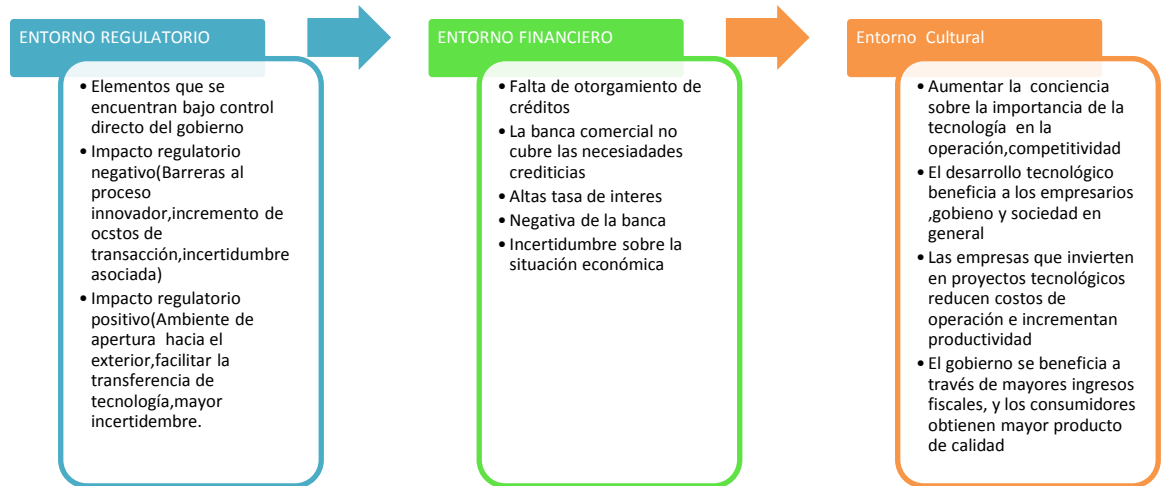 ENTORNO REGULATORIO
• Elementos que se
encuentran bajo control
directo del gobierno
• Impacto regulatorio
negativo(Barreras al
proceso
innovador,incremento de
ocstos de
transacción,incertidumbre
asociada)
• Impacto regulatorio
positivo(Ambiente de
apertura hacia el
exterior,facilitar la
transferencia de
tecnología,mayor
incertidembre.
ENTORNO FINANCIERO
• Falta de otorgamiento de
créditos
• La banca comercial no
cubre las necesiadades
crediticias
• Altas tasa de interes
• Negativa de la banca
• Incertidumbre sobre la
situación económica
Entorno Cultural
• Aumentar la conciencia
sobre la importancia de la
tecnología en la
operación,competitividad
• El desarrollo tecnológico
beneficia a los empresarios
,gobieno y sociedad en
general
• Las empresas que invierten
en proyectos tecnológicos
reducen costos de
operación e incrementan
productividad
• El gobierno se beneficia a
través de mayores ingresos
fiscales, y los consumidores
obtienen mayor producto
de calidad